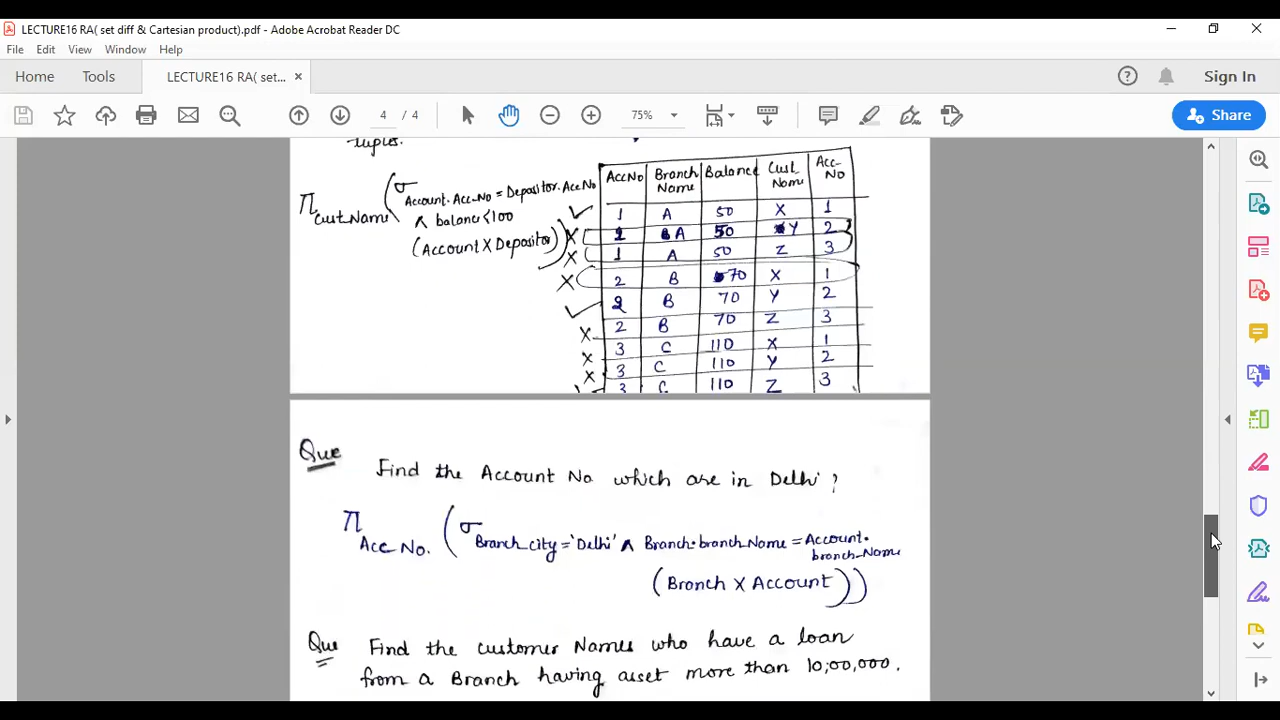 LECTURE16 RA( set diff & Cartesian product).pdf - Adobe Acrobat Reader DC
File Edit View Window Help
Home Tools LECTURE16 RA( set... ×
4 / 4 75% Share
Sign In
tuples.
Π Cust Name ( σ Account.Acc-No = Depositor.Acc No
∧ balance<100
(Account X Depositor))
AccNo Branch Name Balance Cust Name Acc-No
✓ 1 A 50 X 1
X 1 A 50 Y 2
X 1 A 50 Z 3
X 2 B 70 X 1
✓ 2 B 70 Y 2
X 2 B 70 Z 3
X 3 C 110 X 1
X 3 C 110 Y 2
3 C 110 Z 3
Que Find the Account No which are in Delhi ?
Π Acc No. ( σ Branch city = 'Delhi' ∧ Branch.branch Name = Account.
branch-Name
(Branch X Account))
Que Find the customer Names who have a loan
from a Branch having asset more than 10,00,000.